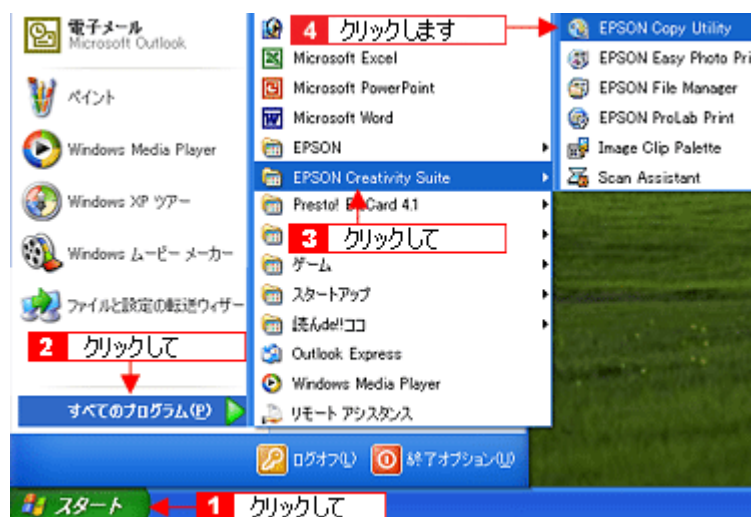 電子メール
Microsoft Outlook
ペイント
Windows Media Player
Windows XP ツアー
Windows ムービー メーカー
ファイルと設定の転送ウィザー
2 クリックして
すべてのプログラム(P)
4 クリックします
Microsoft Excel
Microsoft PowerPoint
Microsoft Word
EPSON
EPSON Creativity Suite
Presto! BizCard 4.1
3 クリックして
ゲーム
スタートアップ
読んde!!ココ
Outlook Express
Windows Media Player
リモート アシスタンス
EPSON Copy Utility
EPSON Easy Photo Pri
EPSON File Manager
EPSON ProLab Print
Image Clip Palette
Scan Assistant
ログオフ(L) 終了オプション(U)
スタート 1 クリックして